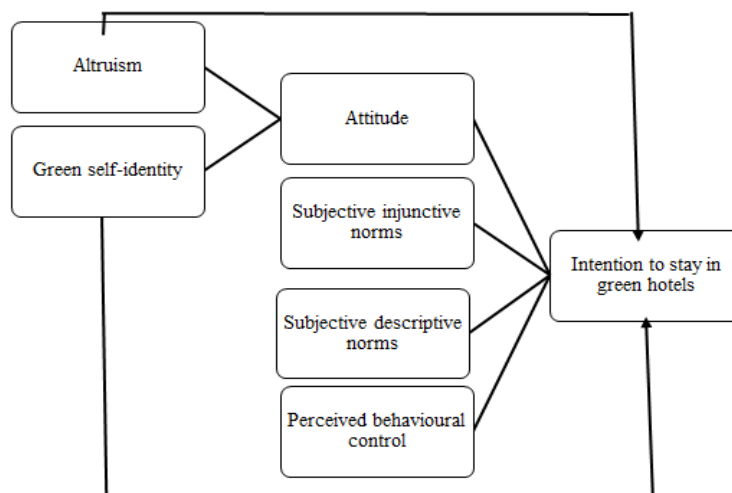 Altruism
Attitude
Green self-identity
Subjective injunctive
norms
Intention to stay in
green hotels
Subjective descriptive
norms
Perceived behavioural
control